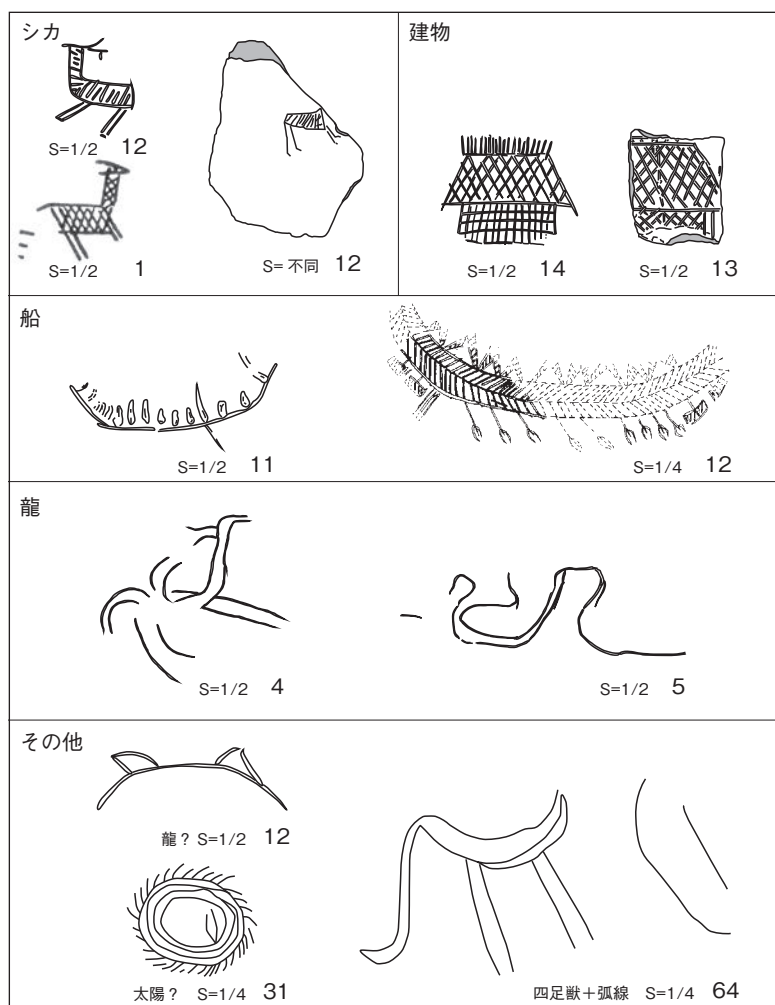 シカ
S=1/2 12
S=1/2 1
S= 不同 12
建物
S=1/2 14
S=1/2 13
船
S=1/2 11
S=1/4 12
龍
S=1/2 4
S=1/2 5
その他
龍？ S=1/2 12
太陽？ S=1/4 31
四足獣＋弧線 S=1/4 64